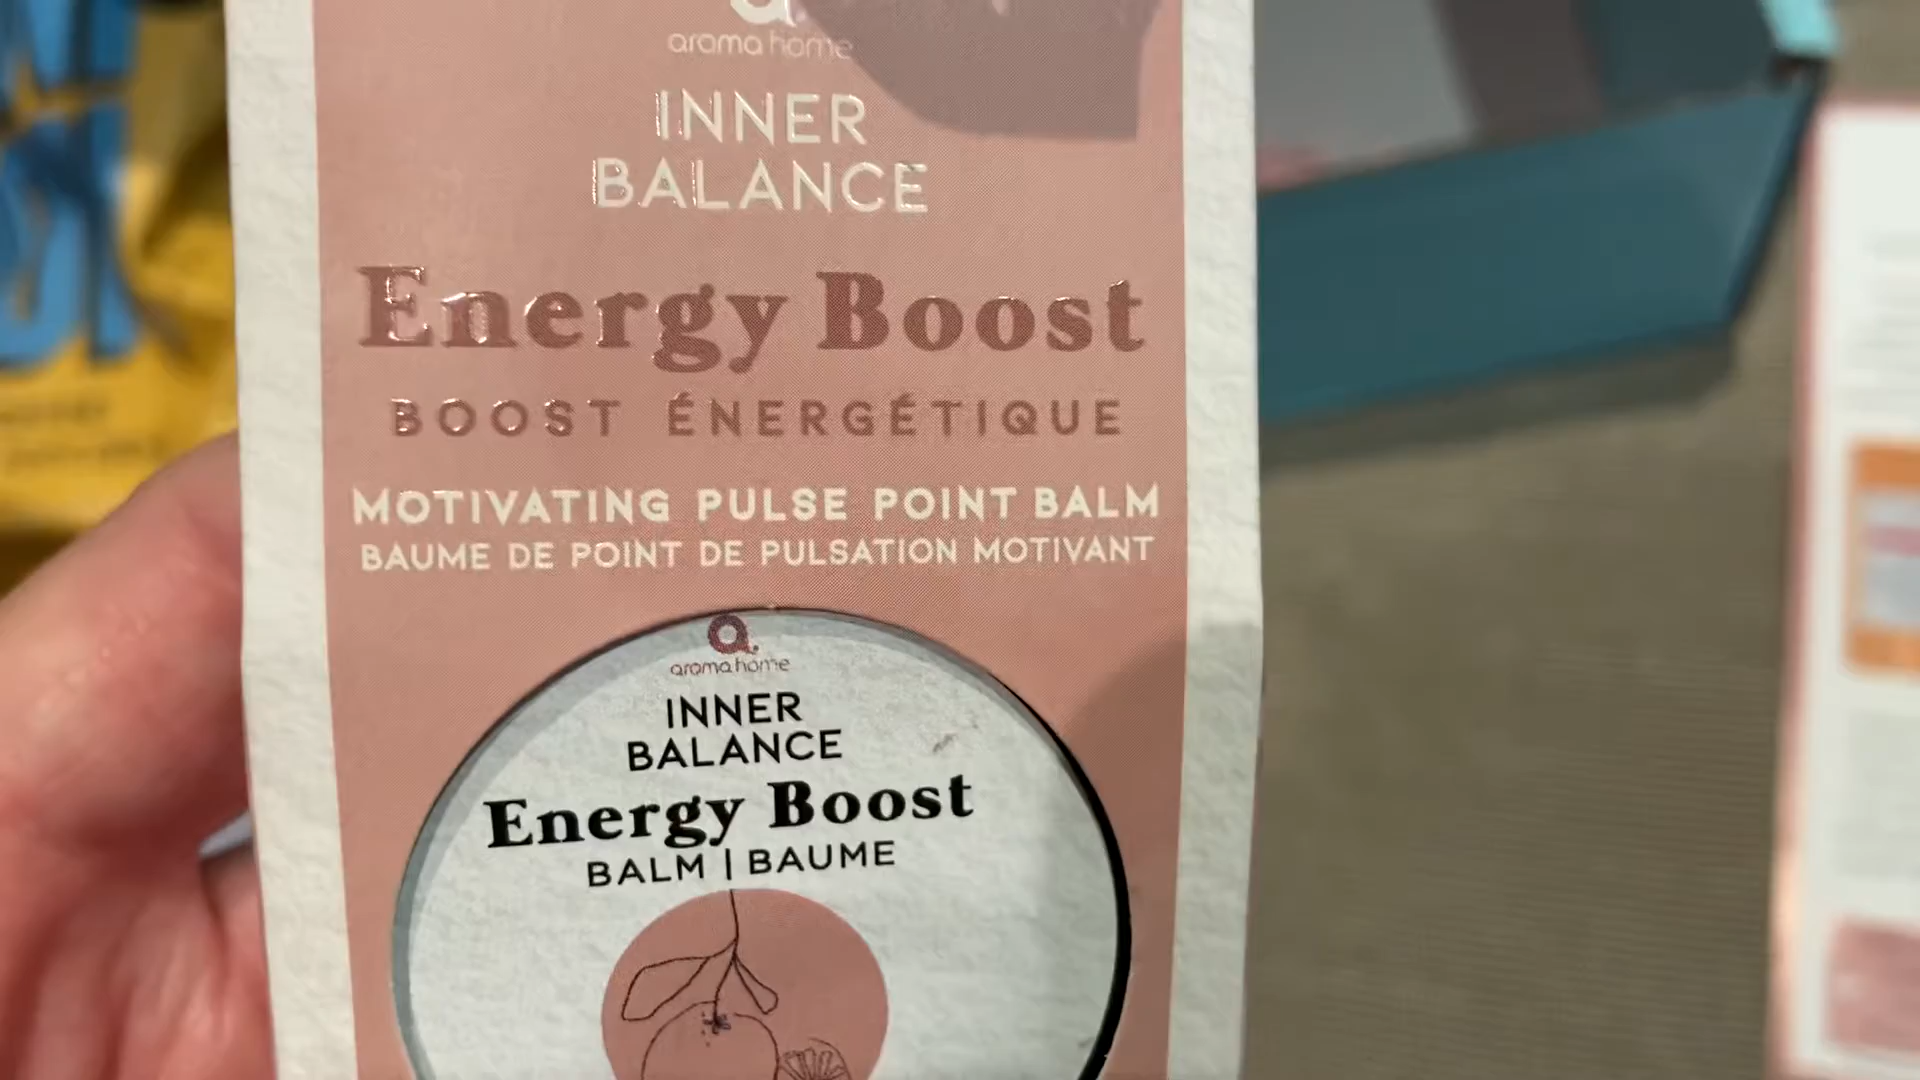 aroma home
INNER
BALANCE
Energy Boost
BOOST ÉNERGÉTIQUE
MOTIVATING PULSE POINT BALM
BAUME DE POINT DE PULSATION MOTIVANT
a.
aroma home
INNER
BALANCE
Energy Boost
BALM | BAUME